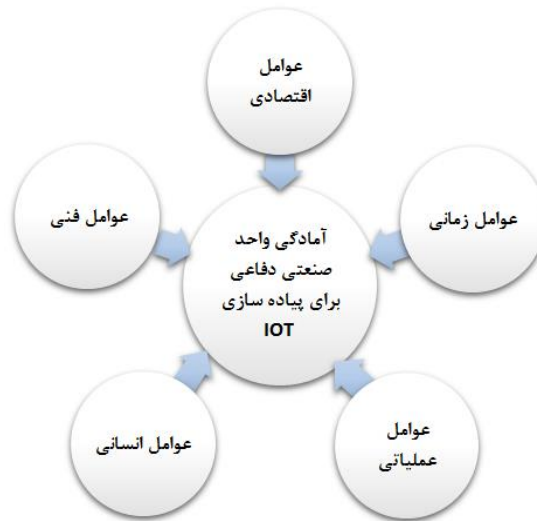 عوامل
اقتصادی
عوامل زمانی
عوامل فنی
آمادگی واحد
صنعتی دفاعی
برای پیاده سازی
IOT
عوامل
عملیاتی
عوامل انسانی